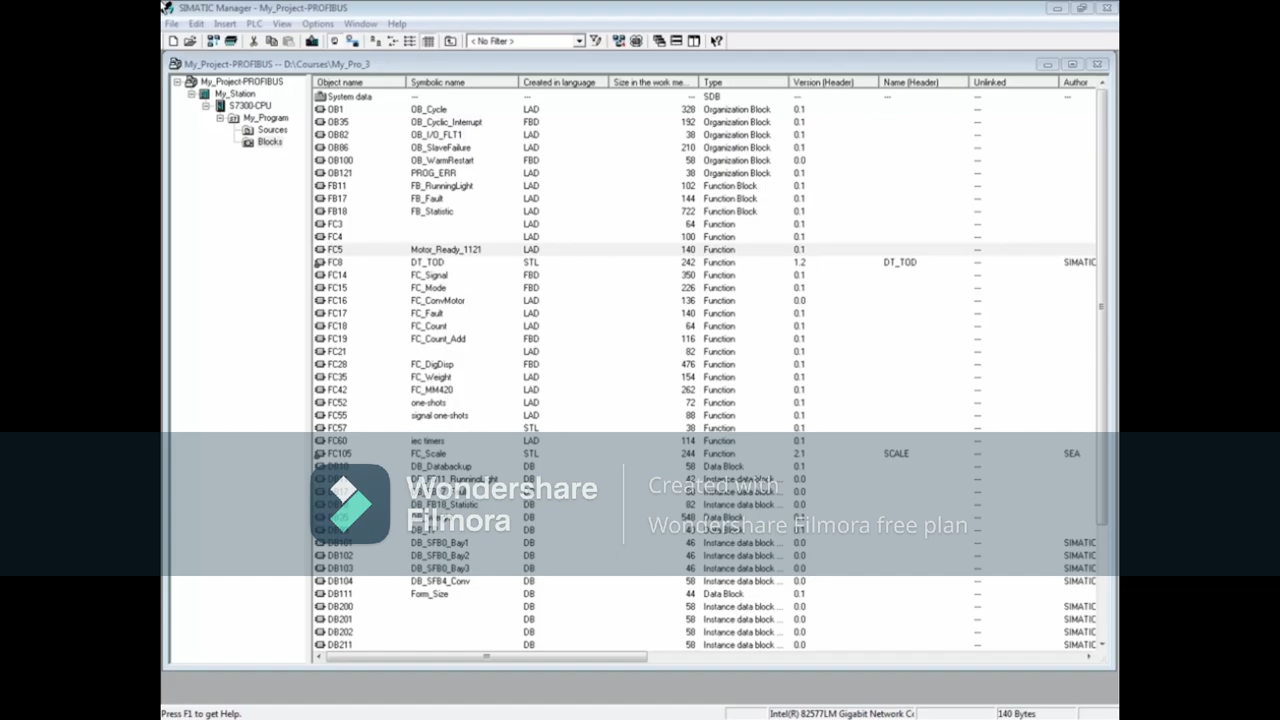 SIMATIC Manager - My_Project-PROFIBUS
File Edit Insert PLC View Options Window Help
< No Filter >
My_Project-PROFIBUS -- D:\Courses\My_Pro_3
My_Project-PROFIBUS
My_Station
S7300-CPU
My_Program
Sources
Blocks
Object name Symbolic name Created in language Size in the work me... Type Version (Header) Name (Header) Unlinked Author
System data --- --- --- SDB --- --- --- ---
OB1 OB_Cycle LAD 328 Organization Block 0.1 ---
OB35 OB_Cyclic_Interrupt FBD 192 Organization Block 0.1 ---
OB82 OB_I/O_FLT1 LAD 38 Organization Block 0.1 ---
OB86 OB_SlaveFailure LAD 210 Organization Block 0.1 ---
OB100 OB_WarmRestart FBD 58 Organization Block 0.0 ---
OB121 PROG_ERR LAD 38 Organization Block 0.1 ---
FB11 FB_RunningLight LAD 102 Function Block 0.1 ---
FB17 FB_Fault LAD 144 Function Block 0.1 ---
FB18 FB_Statistic LAD 722 Function Block 0.1 ---
FC3 LAD 64 Function 0.1 ---
FC4 LAD 100 Function 0.1 ---
FC5 Motor_Ready_1121 LAD 140 Function 0.1 ---
FC8 DT_TOD STL 242 Function 1.2 DT_TOD --- SIMATIC
FC14 FC_Signal FBD 350 Function 0.1 ---
FC15 FC_Mode FBD 226 Function 0.1 ---
FC16 FC_ConvMotor LAD 136 Function 0.0 ---
FC17 FC_Fault LAD 140 Function 0.1 ---
FC18 FC_Count LAD 64 Function 0.1 ---
FC19 FC_Count_Add FBD 116 Function 0.1 ---
FC21 LAD 82 Function 0.1 ---
FC28 FC_DigDisp FBD 476 Function 0.1 ---
FC35 FC_Weight LAD 154 Function 0.1 ---
FC42 FC_MM420 LAD 262 Function 0.1 ---
FC52 one-shots LAD 72 Function 0.1 ---
FC55 signal one-shots LAD 88 Function 0.1 ---
FC57 STL 38 Function 0.1 ---
FC60 iec timers LAD 114 Function 0.1 ---
FC105 FC_Scale STL 244 Function 2.1 SCALE --- SEA
DB_Databackup DB 58 Data Block 0.1 ---
DB 42 Instance data block ...
DB Instance data block ...
DB_FB18_Statistic DB 82 Instance data block ...
DB 548
DB
DB101 DB_SFB0_Bay1 DB 46 Instance data block ... 0.0 --- SIMATIC
DB102 DB_SFB0_Bay2 DB 46 Instance data block ... 0.0 --- SIMATIC
DB103 DB_SFB0_Bay3 DB 46 Instance data block ... 0.0 --- SIMATIC
DB104 DB_SFB4_Conv DB 58 Instance data block ... 0.0 --- SIMATIC
DB111 Form_Size DB 44 Data Block 0.1 ---
DB200 DB 58 Instance data block ... 0.0 --- SIMATIC
DB201 DB 58 Instance data block ... 0.0 --- SIMATIC
DB202 DB 58 Instance data block ... 0.0 --- SIMATIC
DB211 DB 58 Instance data block ... 0.0 --- SIMATIC
Wondershare
Filmora
Created with
Wondershare Filmora free plan
Press F1 to get Help. Intel(R) 82577LM Gigabit Network Cc 140 Bytes